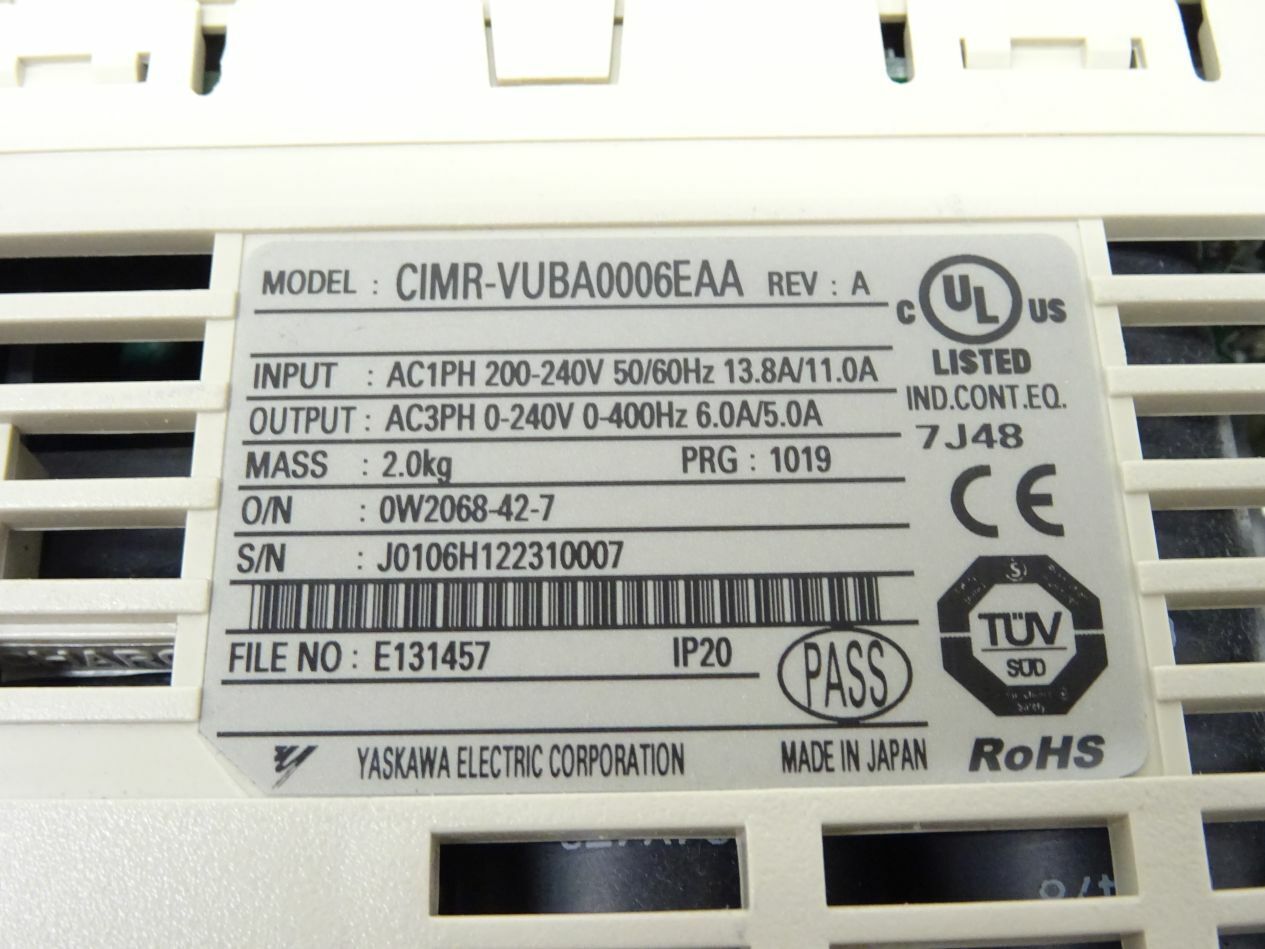 MODEL : CIMR-VUBA0006EAA REV : A
INPUT : AC1PH 200-240V 50/60Hz 13.8A/11.0A
OUTPUT : AC3PH 0-240V 0-400Hz 6.0A/5.0A
MASS : 2.0kg PRG : 1019
O/N : 0W2068-42-7
S/N : J0106H122310007
FILE NO : E131457 IP20
PASS
YASKAWA ELECTRIC CORPORATION MADE IN JAPAN
C UL US
LISTED
IND.CONT.EQ.
7J48
CE
TÜV
SÜD
RoHS